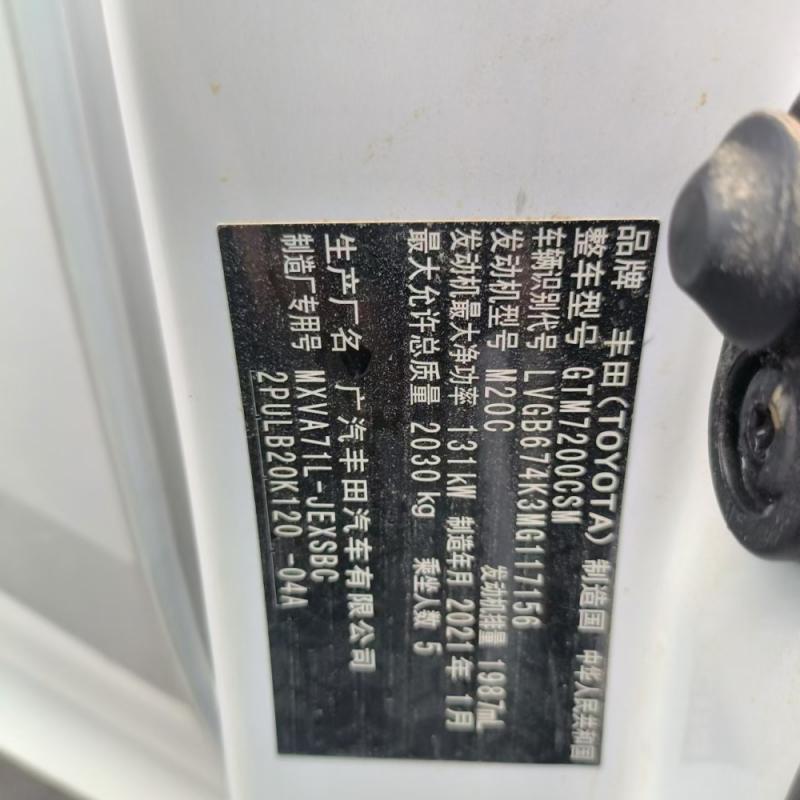 品牌 丰田(TOYOTA) 制造国 中华人民共和国
整车型号 GTM7200CSM
车辆识别代号 LVGB674K3MG117156
发动机型号 M20C 发动机排量 1987mL
发动机最大净功率 131kW 制造年月 2021年1月
最大允许总质量 2030kg 乘坐人数 5
生产厂名 广汽丰田汽车有限公司
制造厂专用号 MXVA71L-JEXSBC
2PULB20K120 -04A